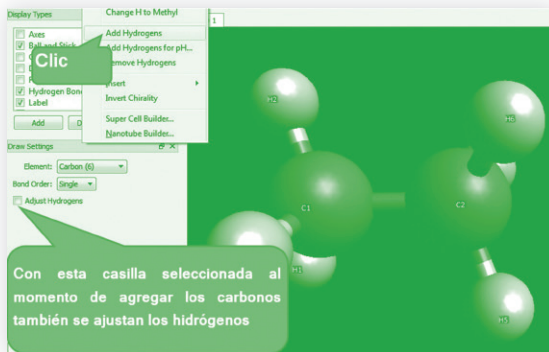 Display Types
1
Change H to Methyl
Axes
Add Hydrogens
Ball and Stick
Add Hydrogens for pH...
Clic
Remove Hydrogens
Hydrogen Bond
Insert
Label
Invert Chirality
Add
D
Super Cell Builder...
Nanotube Builder...
Draw Settings
Element: Carbon (6)
Bond Order: Single
Adjust Hydrogens
H2
H6
C1
C2
H1
H5
Con esta casilla seleccionada al
momento de agregar los carbonos
también se ajustan los hidrógenos